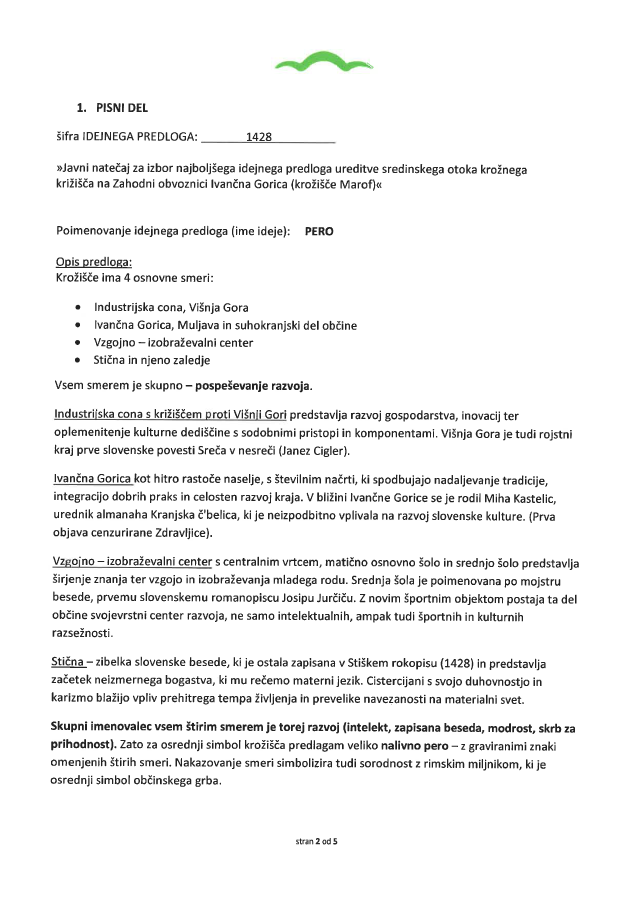 1. PISNI DEL
šifra IDEJNEGA PREDLOGA: ______1428______
»Javni natečaj za izbor najboljšega idejnega predloga ureditve sredinskega otoka krožnega
križišča na Zahodni obvoznici Ivančna Gorica (krožišče Marof)«
Poimenovanje idejnega predloga (ime ideje): PERO
Opis predloga:
Krožišče ima 4 osnovne smeri:
• Industrijska cona, Višnja Gora
• Ivančna Gorica, Muljava in suhokranjski del občine
• Vzgojno – izobraževalni center
• Stična in njeno zaledje
Vsem smerem je skupno – pospeševanje razvoja.
Industrijska cona s križiščem proti Višnji Gori predstavlja razvoj gospodarstva, inovacij ter
oplemenitenje kulturne dediščine s sodobnimi pristopi in komponentami. Višnja Gora je tudi rojstni
kraj prve slovenske povesti Sreča v nesreči (Janez Cigler).
Ivančna Gorica kot hitro rastoče naselje, s številnim načrti, ki spodbujajo nadaljevanje tradicije,
integracijo dobrih praks in celosten razvoj kraja. V bližini Ivančne Gorice se je rodil Miha Kastelic,
urednik almanaha Kranjska č'belica, ki je neizpodbitno vplivala na razvoj slovenske kulture. (Prva
objava cenzurirane Zdravljice).
Vzgojno – izobraževalni center s centralnim vrtcem, matično osnovno šolo in srednjo šolo predstavlja
širjenje znanja ter vzgojo in izobraževanja mladega rodu. Srednja šola je poimenovana po mojstru
besede, prvemu slovenskemu romanopiscu Josipu Jurčiču. Z novim športnim objektom postaja ta del
občine svojevrstni center razvoja, ne samo intelektualnih, ampak tudi športnih in kulturnih
razsežnosti.
Stična – zibelka slovenske besede, ki je ostala zapisana v Stiškem rokopisu (1428) in predstavlja
začetek neizmernega bogastva, ki mu rečemo materni jezik. Cistercijani s svojo duhovnostjo in
karizmo blažijo vpliv prehitrega tempa življenja in prevelike navezanosti na materialni svet.
Skupni imenovalec vsem štirim smerem je torej razvoj (intelekt, zapisana beseda, modrost, skrb za
prihodnost). Zato za osrednji simbol krožišča predlagam veliko nalivno pero – z graviranimi znaki
omenjenih štirih smeri. Nakazovanje smeri simbolizira tudi sorodnost z rimskim miljnikom, ki je
osrednji simbol občinskega grba.
stran 2 od 5